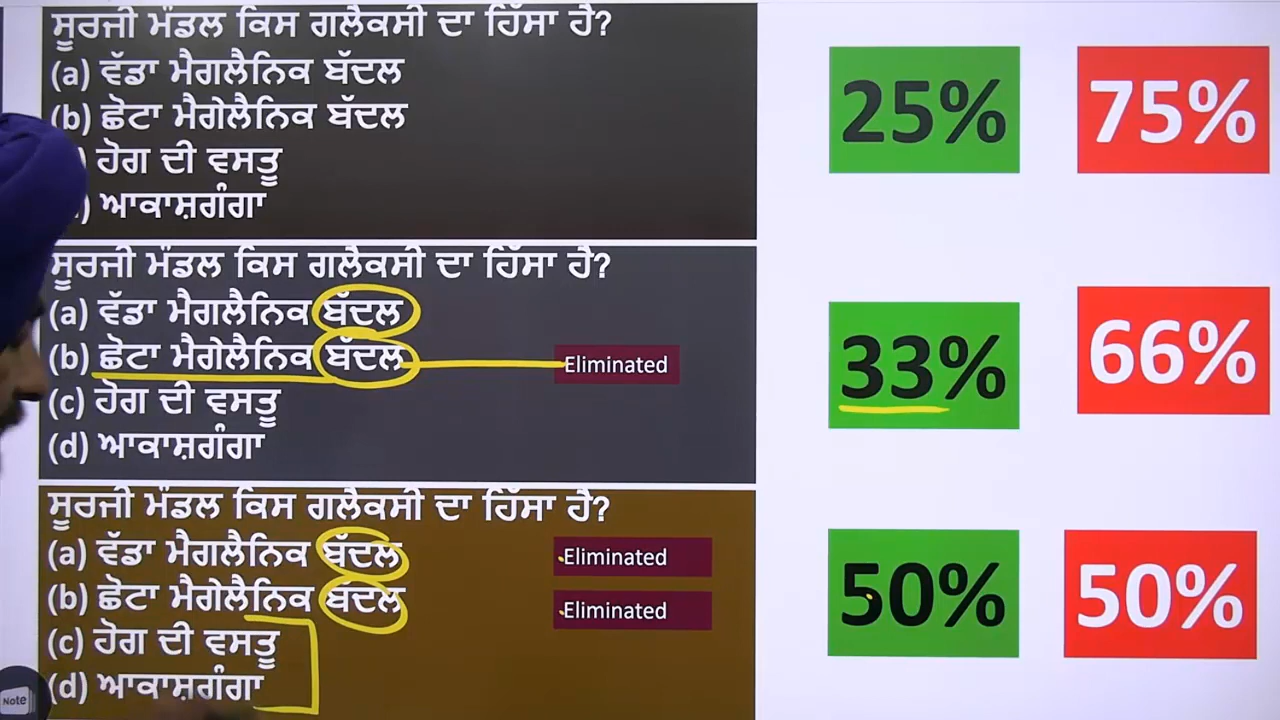 ਸੂਰਜੀ ਮੰਡਲ ਕਿਸ ਗਲੈਕਸੀ ਦਾ ਹਿੱਸਾ ਹੈ?
(a) ਵੱਡਾ ਮੈਗਲੈਨਿਕ ਬੱਦਲ
(b) ਛੋਟਾ ਮੈਗੇਲੈਨਿਕ ਬੱਦਲ
) ਹੋਗ ਦੀ ਵਸਤੂ
) ਆਕਾਸ਼ਗੰਗਾ
25% 75%
ਸੂਰਜੀ ਮੰਡਲ ਕਿਸ ਗਲੈਕਸੀ ਦਾ ਹਿੱਸਾ ਹੈ?
(a) ਵੱਡਾ ਮੈਗਲੈਨਿਕ ਬੱਦਲ
(b) ਛੋਟਾ ਮੈਗੇਲੈਨਿਕ ਬੱਦਲ Eliminated
(c) ਹੋਗ ਦੀ ਵਸਤੂ
(d) ਆਕਾਸ਼ਗੰਗਾ
33% 66%
ਸੂਰਜੀ ਮੰਡਲ ਕਿਸ ਗਲੈਕਸੀ ਦਾ ਹਿੱਸਾ ਹੈ?
(a) ਵੱਡਾ ਮੈਗਲੈਨਿਕ ਬੱਦਲ Eliminated
(b) ਛੋਟਾ ਮੈਗੇਲੈਨਿਕ ਬੱਦਲ Eliminated
(c) ਹੋਗ ਦੀ ਵਸਤੂ
(d) ਆਕਾਸ਼ਗੰਗਾ
50% 50%
Note